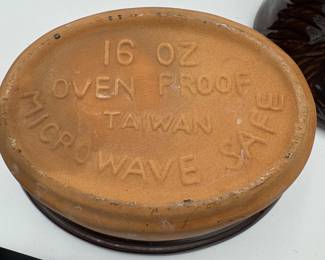 16 OZ
OVEN PROOF
TAIWAN
MICROWAVE SAFE